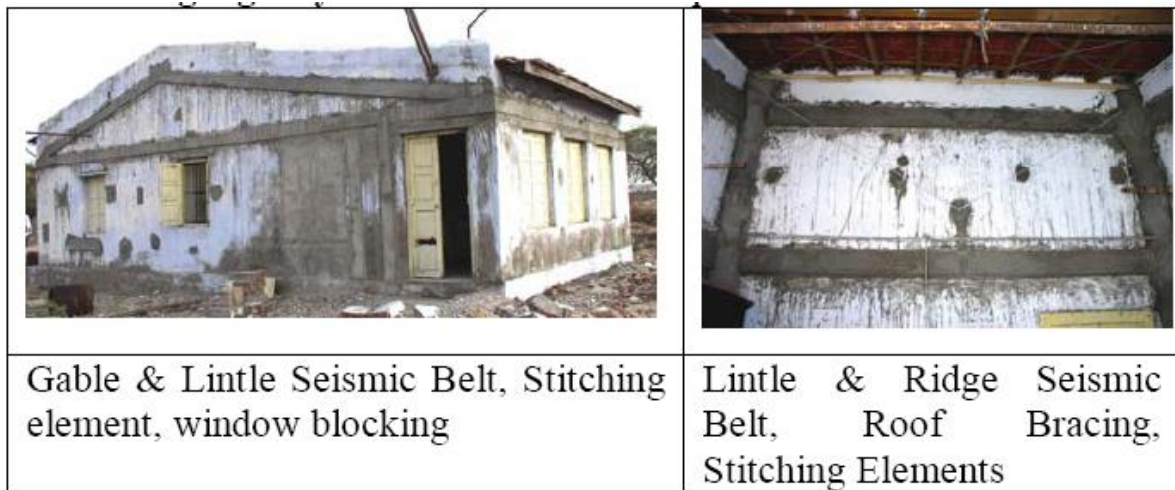 Gable & Lintle Seismic Belt, Stitching
element, window blocking
Lintle & Ridge Seismic
Belt, Roof Bracing,
Stitching Elements